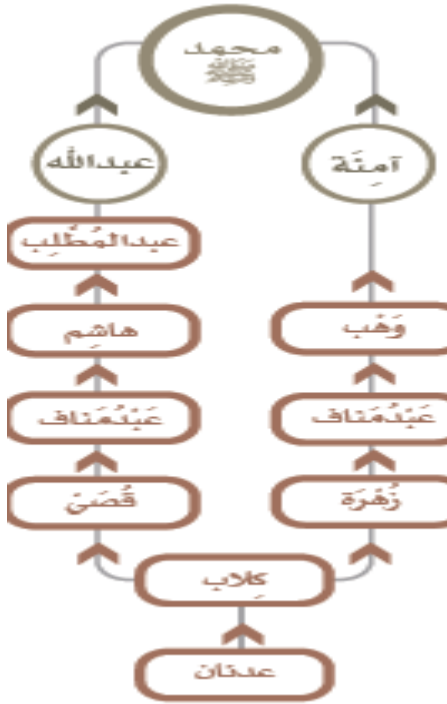 محمد
ﷺ
عبدالله
آمِنَة
عبدالمُطَّلِب
هاشِم
وَهْب
عَبْدُمَناف
عَبْدُمَناف
قُصَيّ
زُهْرَة
كِلاب
عدنان